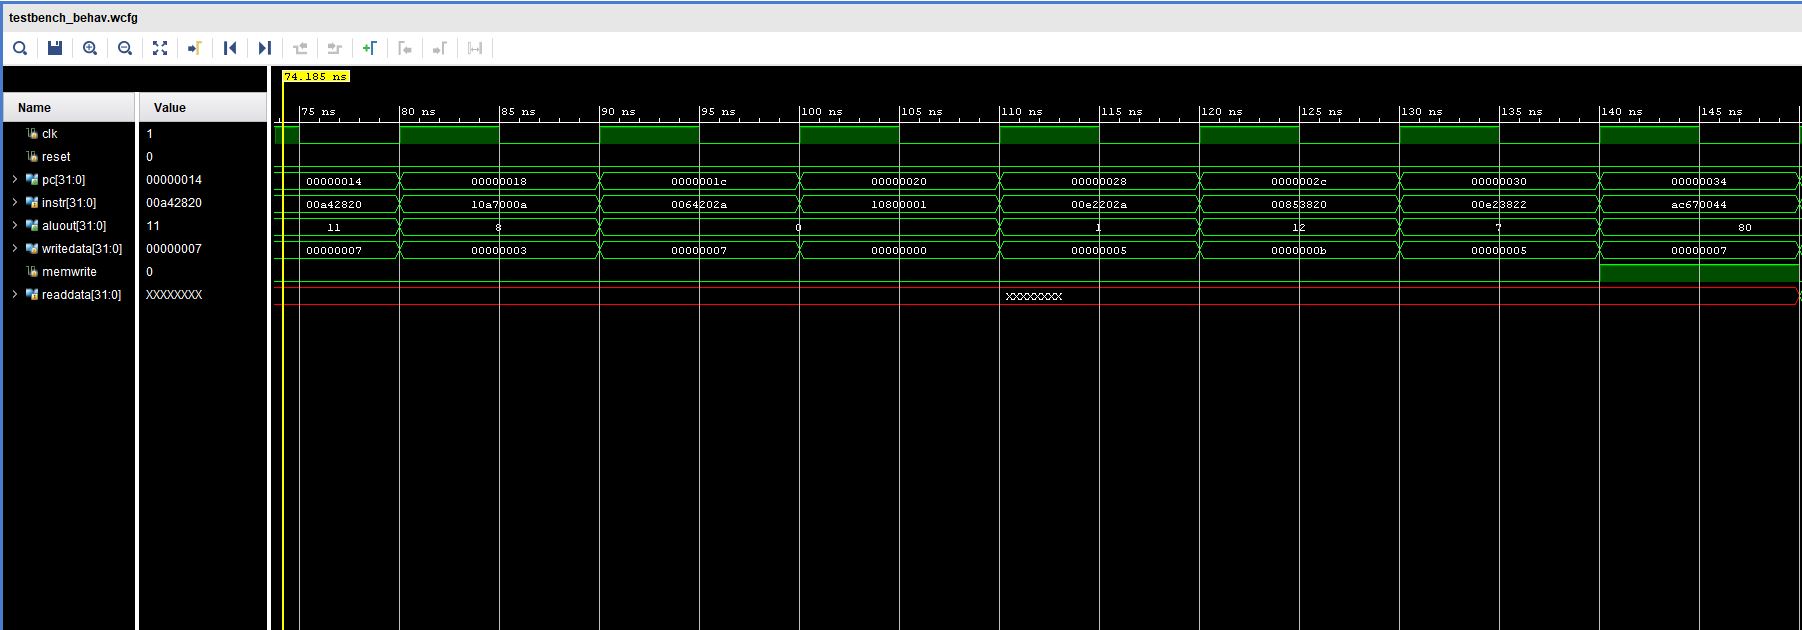 testbench_behav.wcfg
74.185 ns
Name Value
75 ns 80 ns 85 ns 90 ns 95 ns 100 ns 105 ns 110 ns 115 ns 120 ns 125 ns 130 ns 135 ns 140 ns 145 ns
clk 1
reset 0
pc[31:0] 00000014 00000014 00000018 0000001c 00000020 00000028 0000002c 00000030 00000034
instr[31:0] 00a42820 00a42820 10a7000a 0064202a 10800001 00e2202a 00853820 00e23822 ac670044
aluout[31:0] 11 11 8 0 1 12 7 80
writedata[31:0] 00000007 00000007 00000003 00000007 00000000 00000005 0000000b 00000005 00000007
memwrite 0
readdata[31:0] XXXXXXXX XXXXXXXX